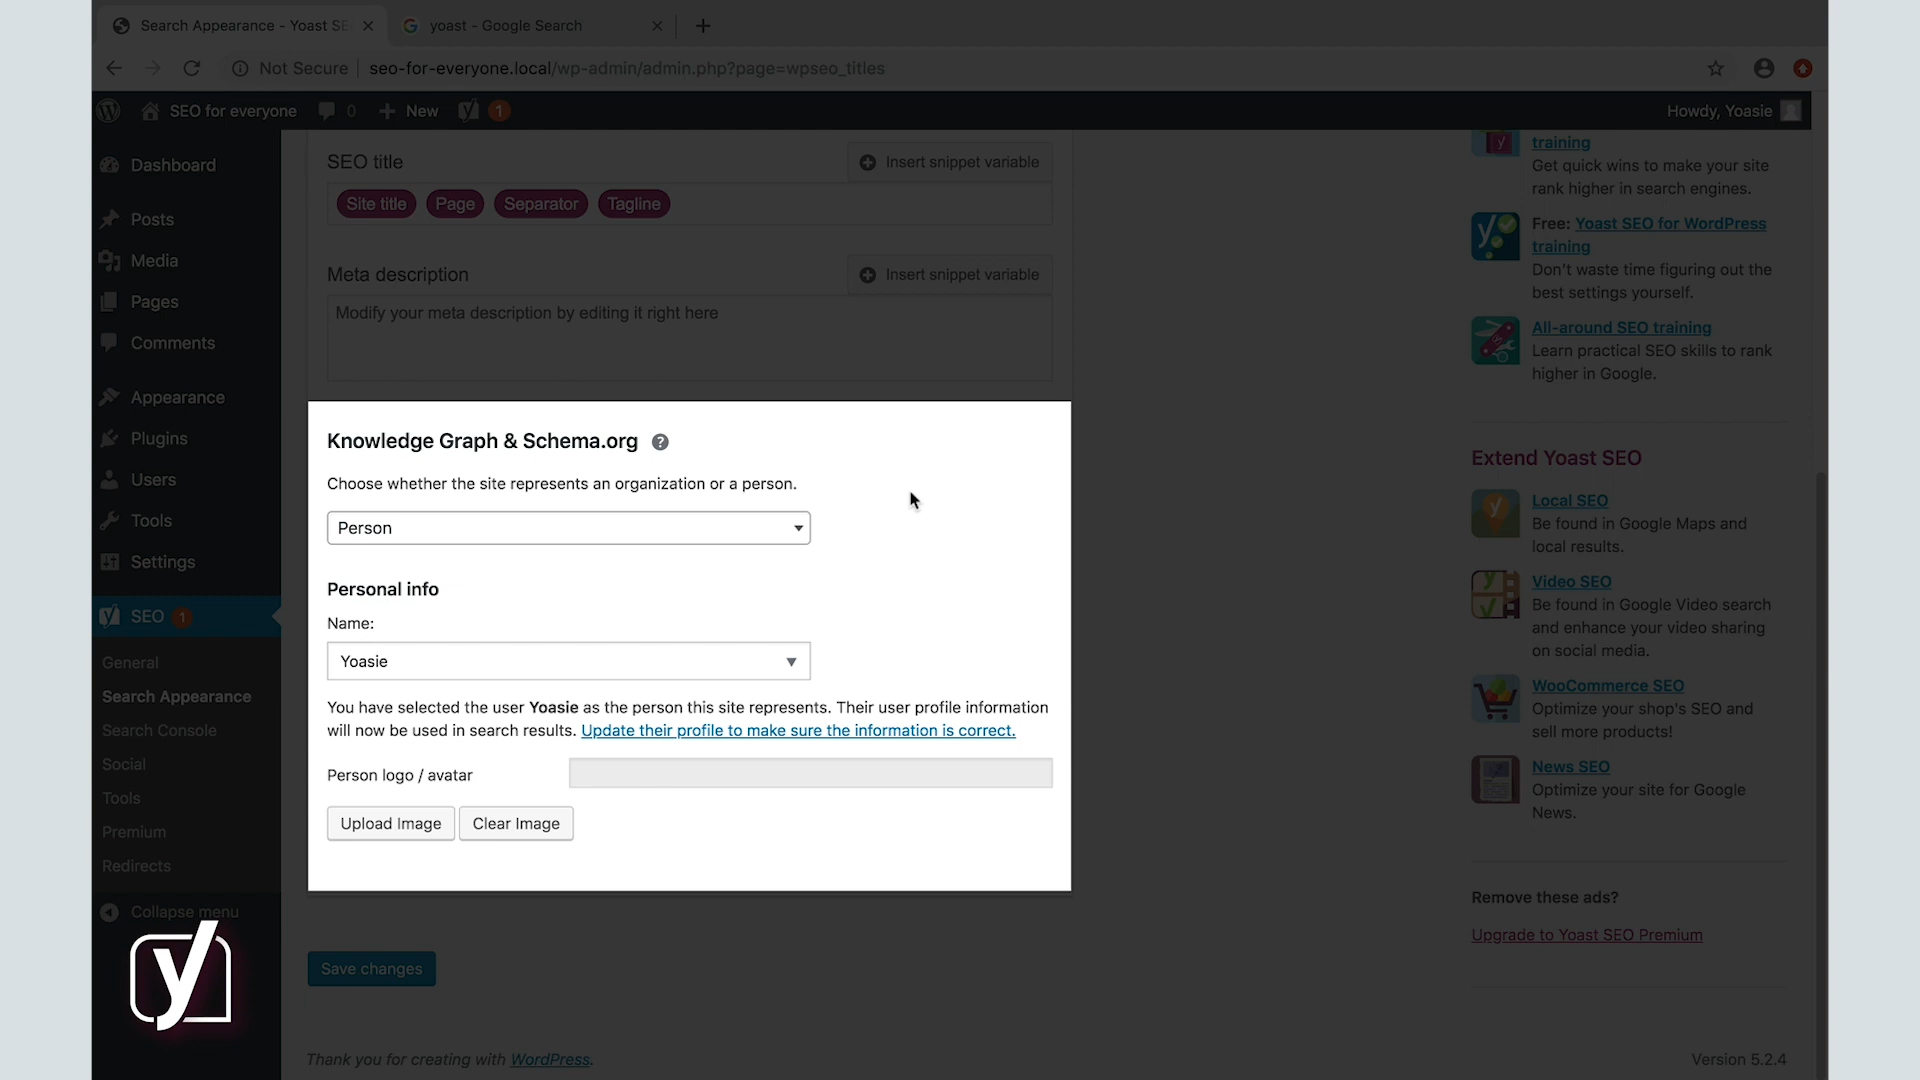 Search Appearance - Yoast SE
yoast - Google Search
Not Secure
seo-for-everyone.local/wp-admin/admin.php?page=wpseo_titles
SEO for everyone
0
New
1
Howdy, Yoasie
Dashboard
Posts
Media
Pages
Comments
Appearance
Plugins
Users
Tools
Settings
SEO 1
General
Search Appearance
Search Console
Social
Tools
Premium
Redirects
Collapse menu
SEO title
Insert snippet variable
Site title
Page
Separator
Tagline
Meta description
Insert snippet variable
Modify your meta description by editing it right here
Knowledge Graph & Schema.org ?
Choose whether the site represents an organization or a person.
Person
Personal info
Name:
Yoasie
You have selected the user Yoasie as the person this site represents. Their user profile information
will now be used in search results. Update their profile to make sure the information is correct.
Person logo / avatar
Upload Image
Clear Image
Save changes
Thank you for creating with WordPress.
training
Get quick wins to make your site
rank higher in search engines.
Free: Yoast SEO for WordPress
training
Don't waste time figuring out the
best settings yourself.
All-around SEO training
Learn practical SEO skills to rank
higher in Google.
Extend Yoast SEO
Local SEO
Be found in Google Maps and
local results.
Video SEO
Be found in Google Video search
and enhance your video sharing
on social media.
WooCommerce SEO
Optimize your shop's SEO and
sell more products!
News SEO
Optimize your site for Google
News.
Remove these ads?
Upgrade to Yoast SEO Premium
Version 5.2.4
y